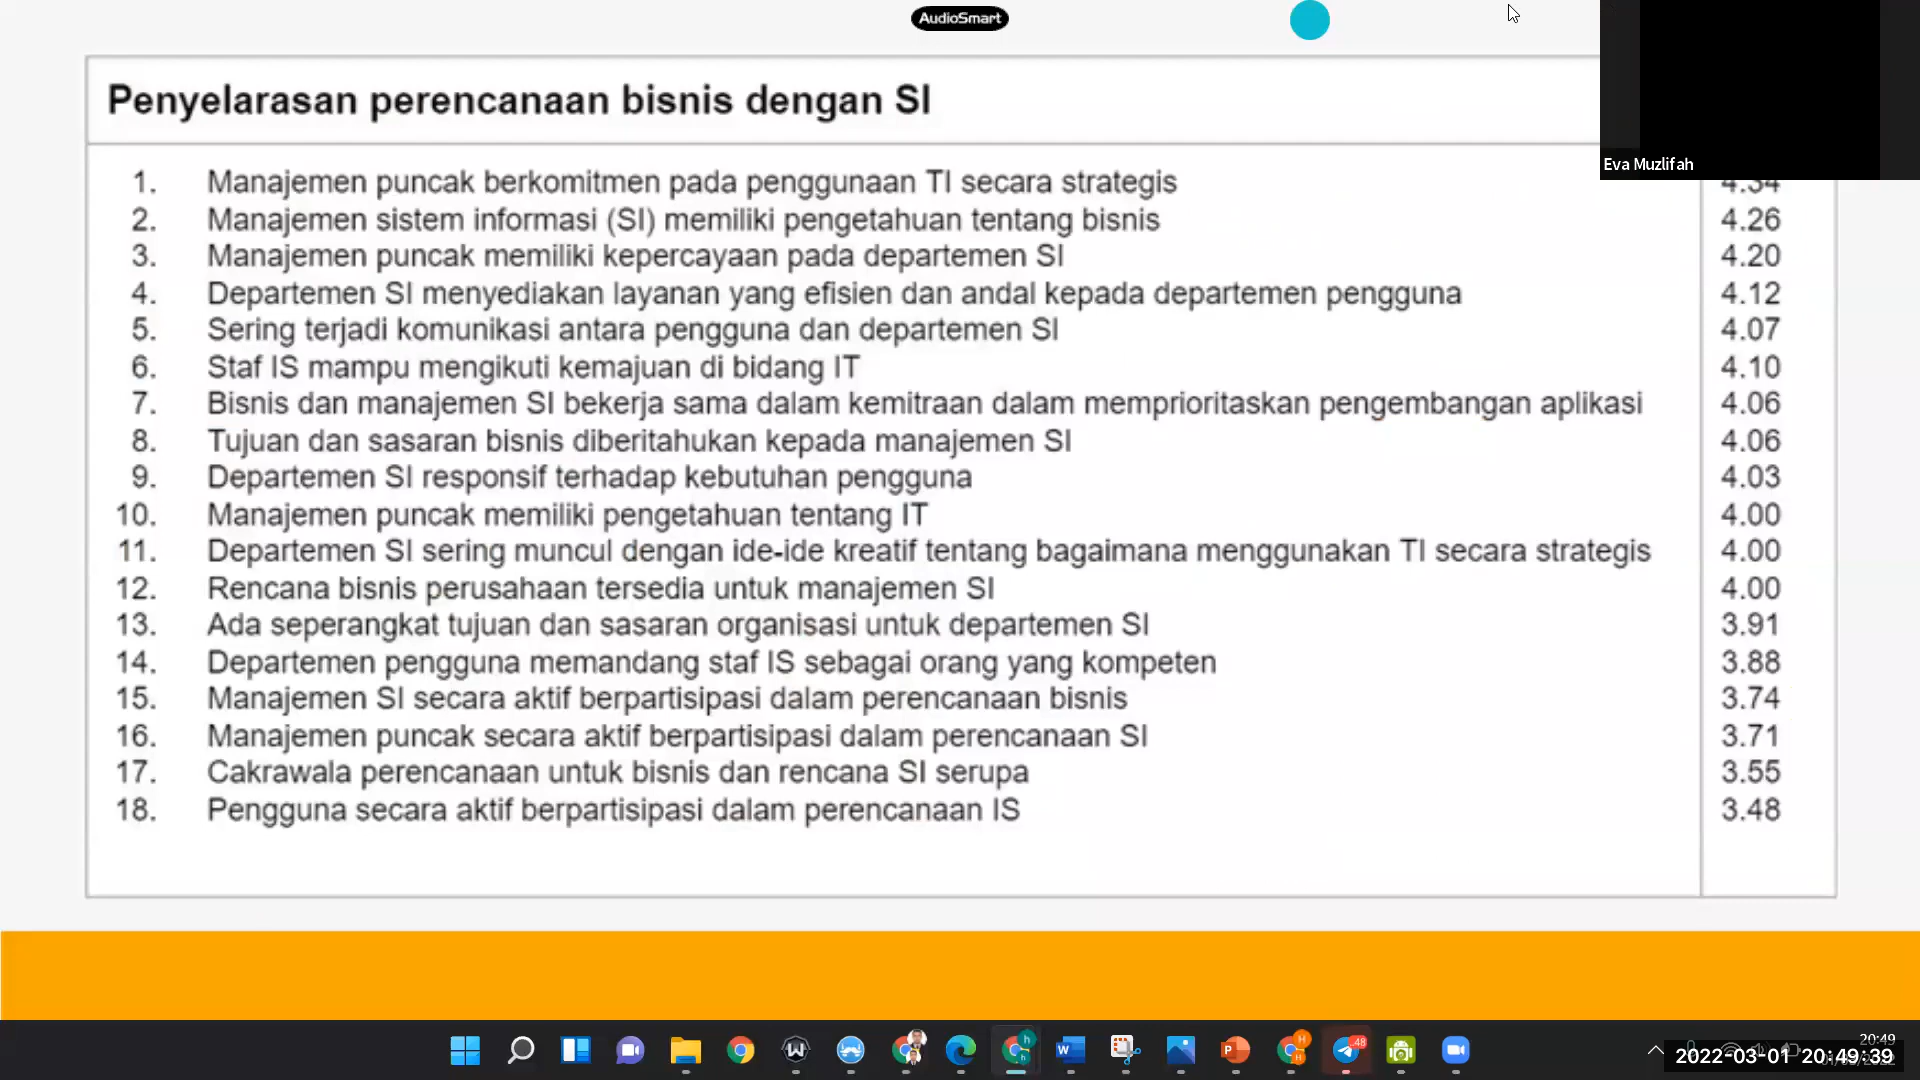 AudioSmart
Penyelarasan perencanaan bisnis dengan SI
Eva Muzlifah
1. Manajemen puncak berkomitmen pada penggunaan TI secara strategis 4.34
2. Manajemen sistem informasi (SI) memiliki pengetahuan tentang bisnis 4.26
3. Manajemen puncak memiliki kepercayaan pada departemen SI 4.20
4. Departemen SI menyediakan layanan yang efisien dan andal kepada departemen pengguna 4.12
5. Sering terjadi komunikasi antara pengguna dan departemen SI 4.07
6. Staf IS mampu mengikuti kemajuan di bidang IT 4.10
7. Bisnis dan manajemen SI bekerja sama dalam kemitraan dalam memprioritaskan pengembangan aplikasi 4.06
8. Tujuan dan sasaran bisnis diberitahukan kepada manajemen SI 4.06
9. Departemen SI responsif terhadap kebutuhan pengguna 4.03
10. Manajemen puncak memiliki pengetahuan tentang IT 4.00
11. Departemen SI sering muncul dengan ide-ide kreatif tentang bagaimana menggunakan TI secara strategis 4.00
12. Rencana bisnis perusahaan tersedia untuk manajemen SI 4.00
13. Ada seperangkat tujuan dan sasaran organisasi untuk departemen SI 3.91
14. Departemen pengguna memandang staf IS sebagai orang yang kompeten 3.88
15. Manajemen SI secara aktif berpartisipasi dalam perencanaan bisnis 3.74
16. Manajemen puncak secara aktif berpartisipasi dalam perencanaan SI 3.71
17. Cakrawala perencanaan untuk bisnis dan rencana SI serupa 3.55
18. Pengguna secara aktif berpartisipasi dalam perencanaan IS 3.48
20:49
2022-03-01 20:49:39